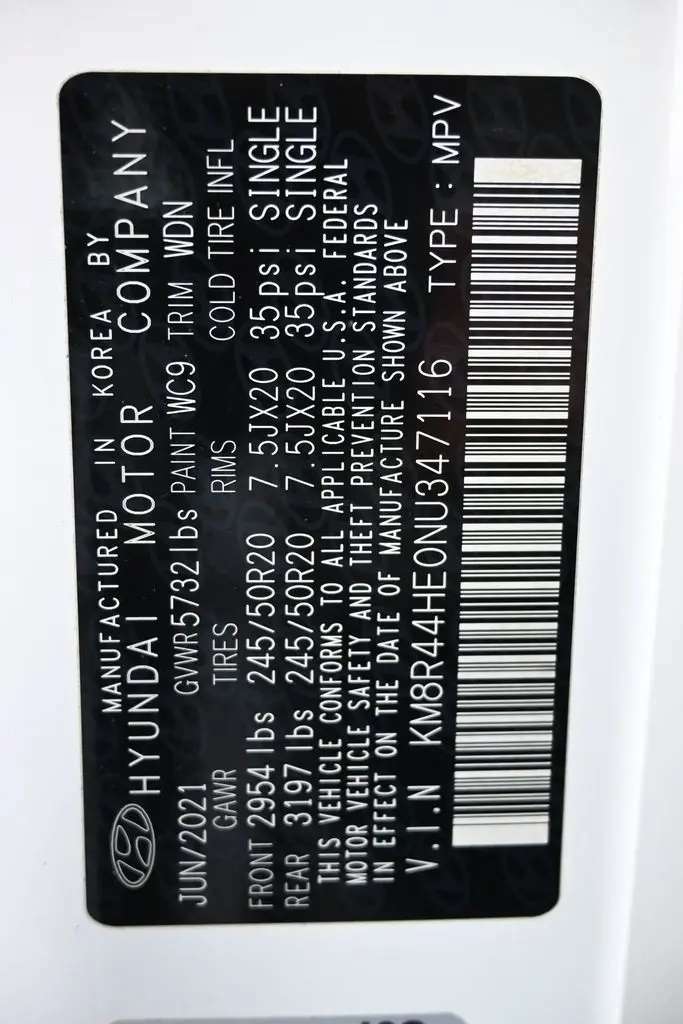 MANUFACTURED IN KOREA BY
HYUNDAI MOTOR COMPANY
JUN/2021 GVWR5732lbs PAINT WC9 TRIM WDN
GAWR TIRES RIMS COLD TIRE INFL
FRONT 2954 lbs 245/50R20 7.5JX20 35psi SINGLE
REAR 3197 lbs 245/50R20 7.5JX20 35psi SINGLE
THIS VEHICLE CONFORMS TO ALL APPLICABLE U.S.A. FEDERAL
MOTOR VEHICLE SAFETY AND THEFT PREVENTION STANDARDS
IN EFFECT ON THE DATE OF MANUFACTURE SHOWN ABOVE
V.I.N KM8R44HE0NU347116 TYPE : MPV